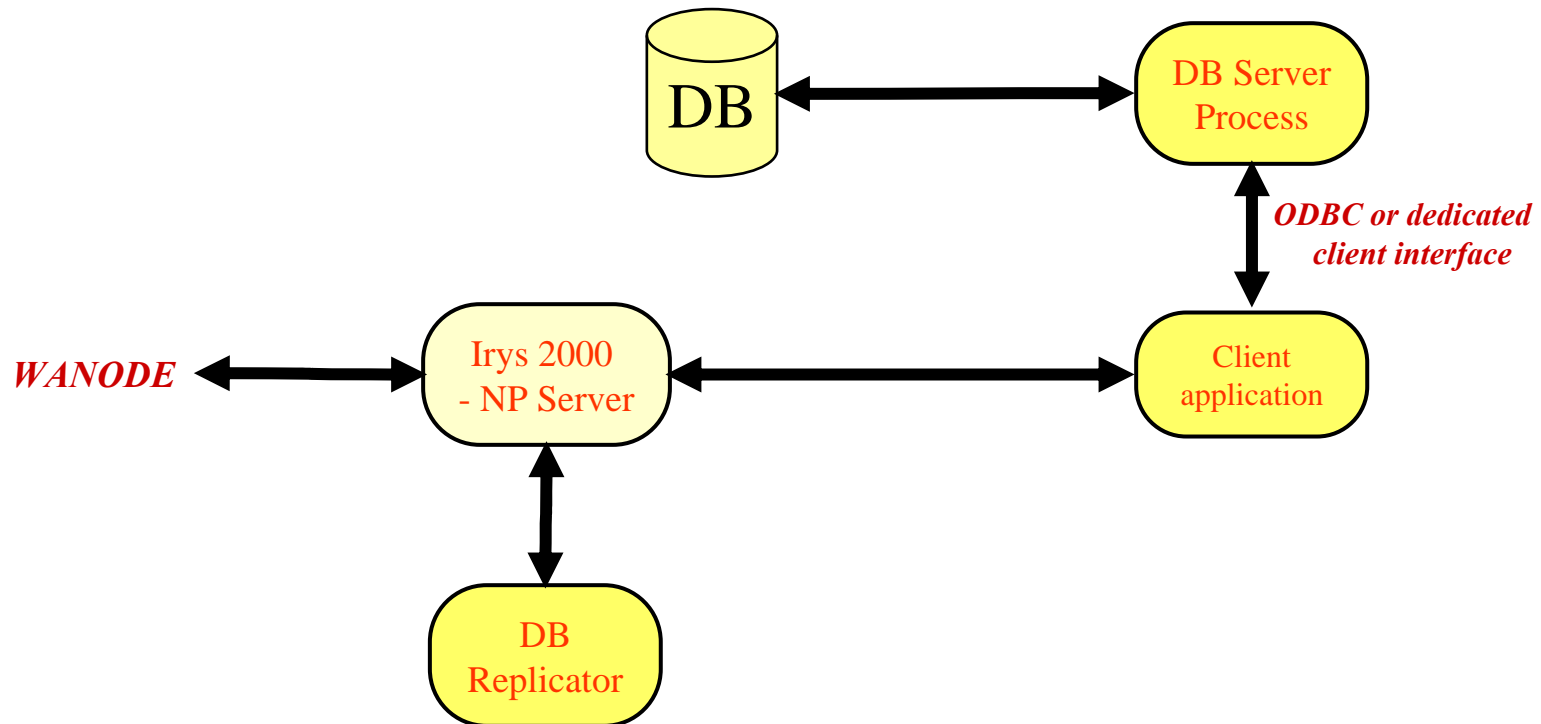 DB
DB Server
Process
ODBC or dedicated
client interface
WANODE
Irys 2000
- NP Server
Client
application
DB
Replicator